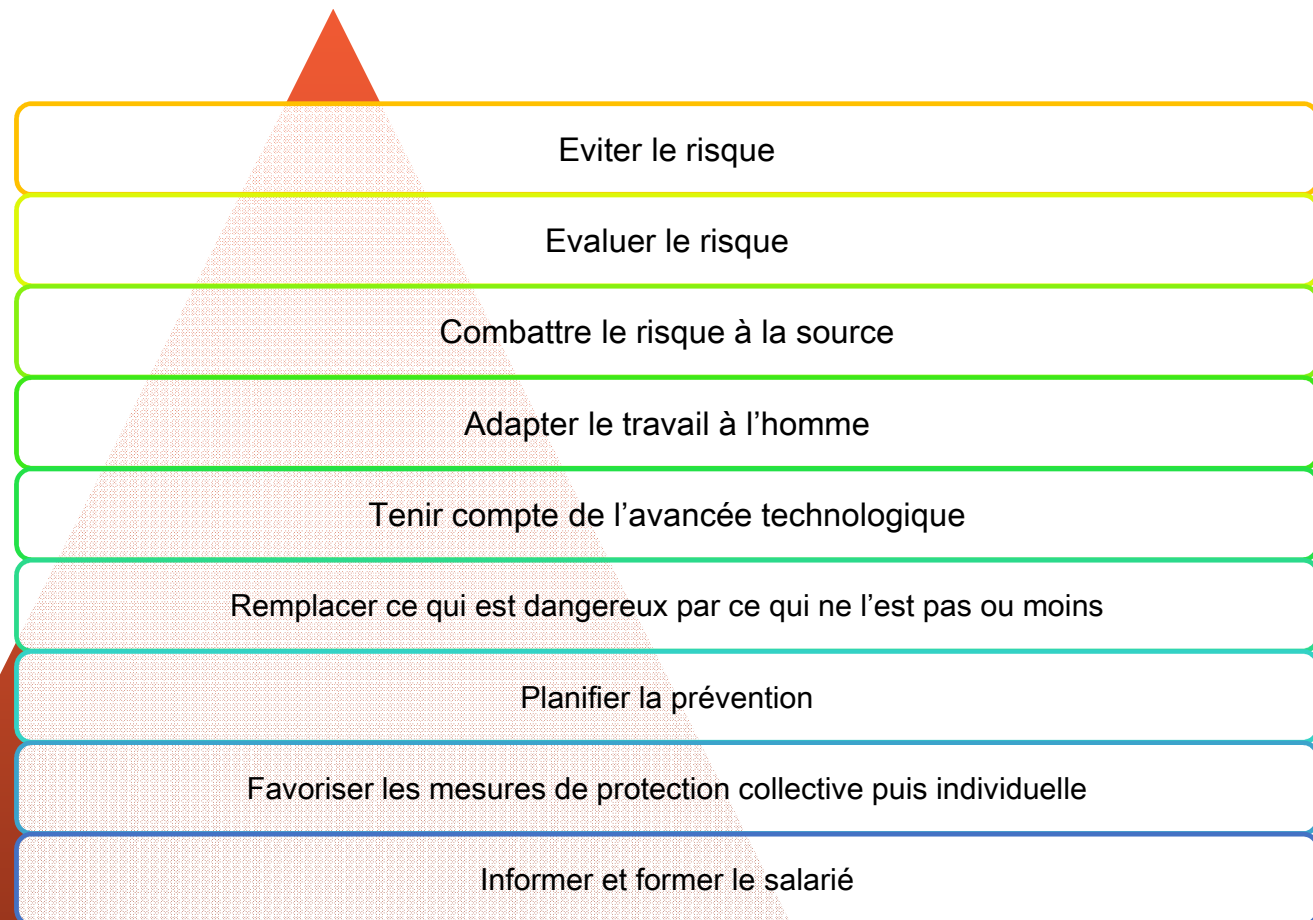 Eviter le risque
Evaluer le risque
Combattre le risque à la source
Adapter le travail à l’homme
Tenir compte de l’avancée technologique
Remplacer ce qui est dangereux par ce qui ne l’est pas ou moins
Planifier la prévention
Favoriser les mesures de protection collective puis individuelle
Informer et former le salarié